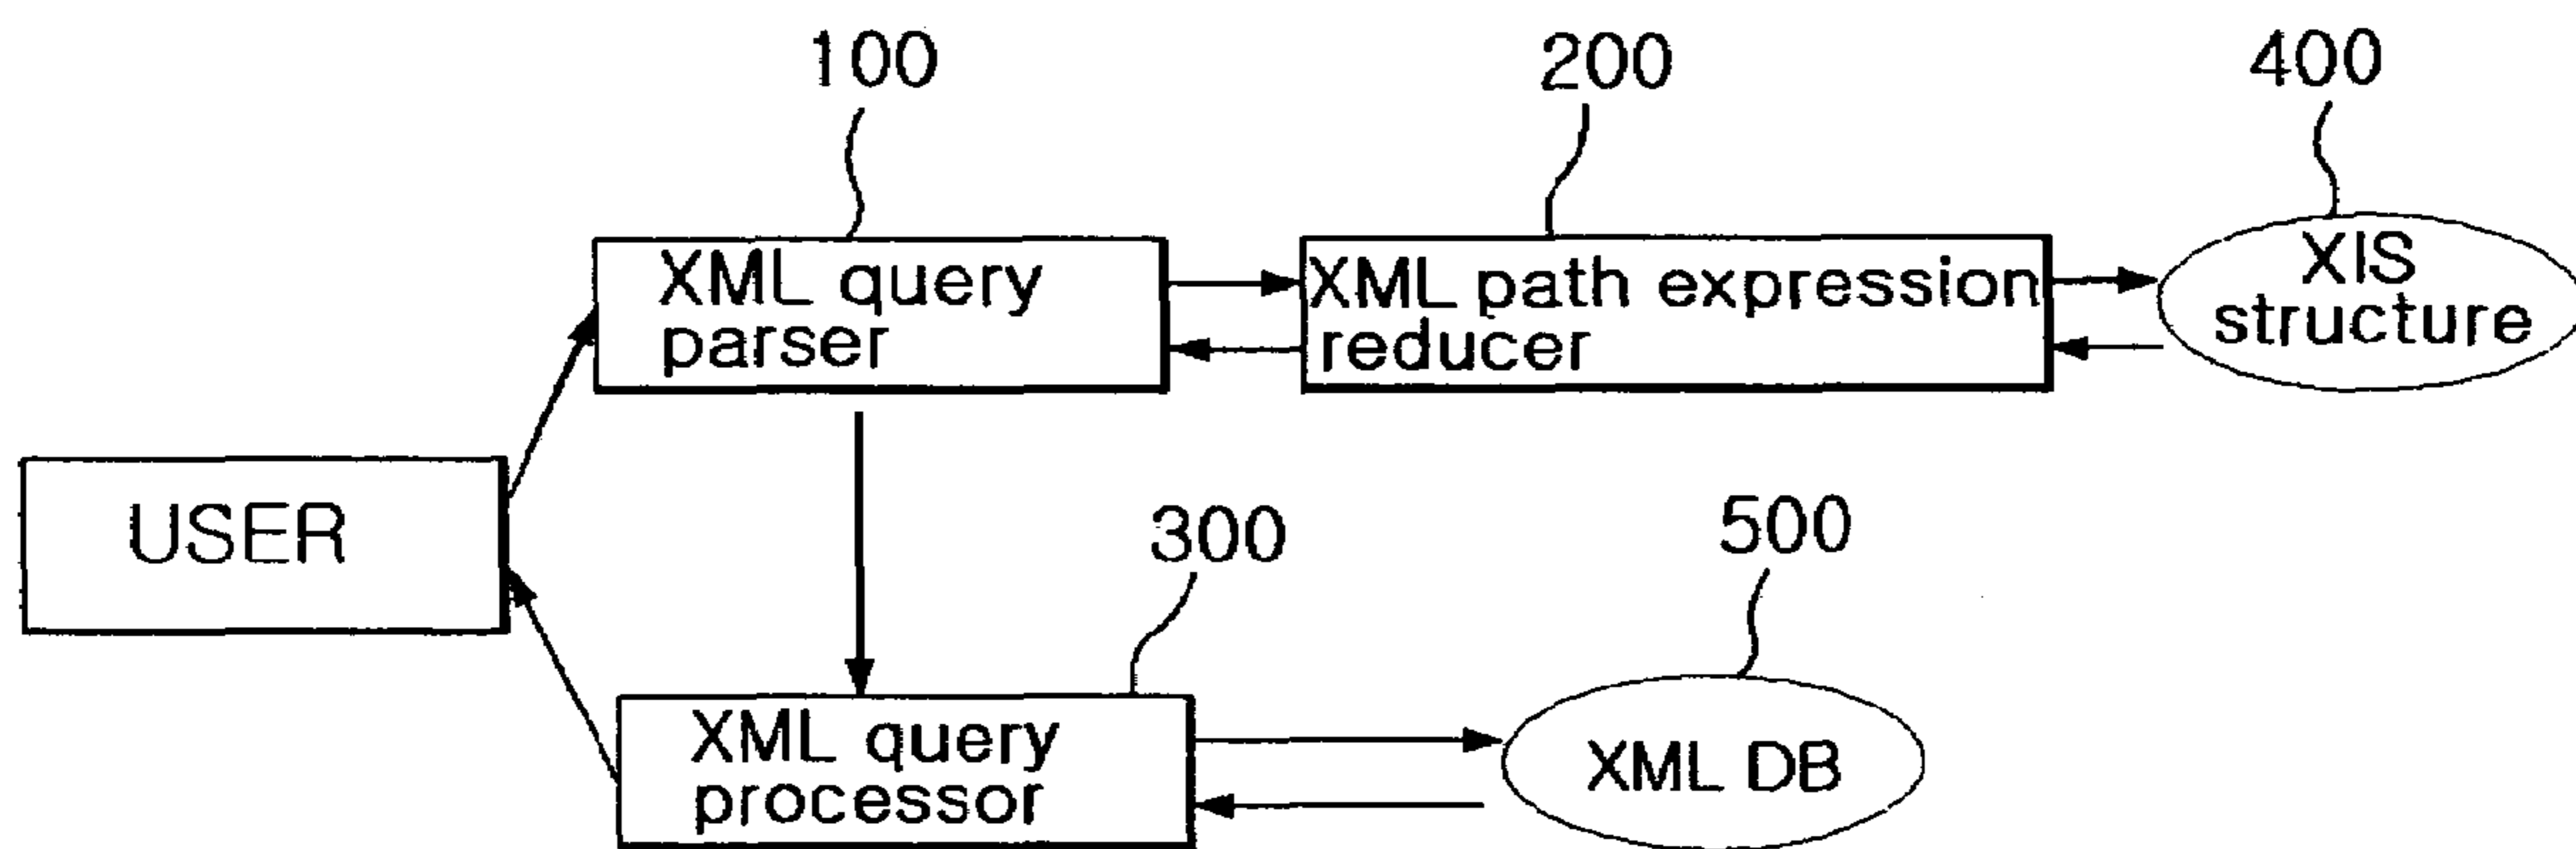 100
200
400
XML query
parser
XML path expression
reducer
XIS
structure
USER
300
500
XML query
processor
XML DB